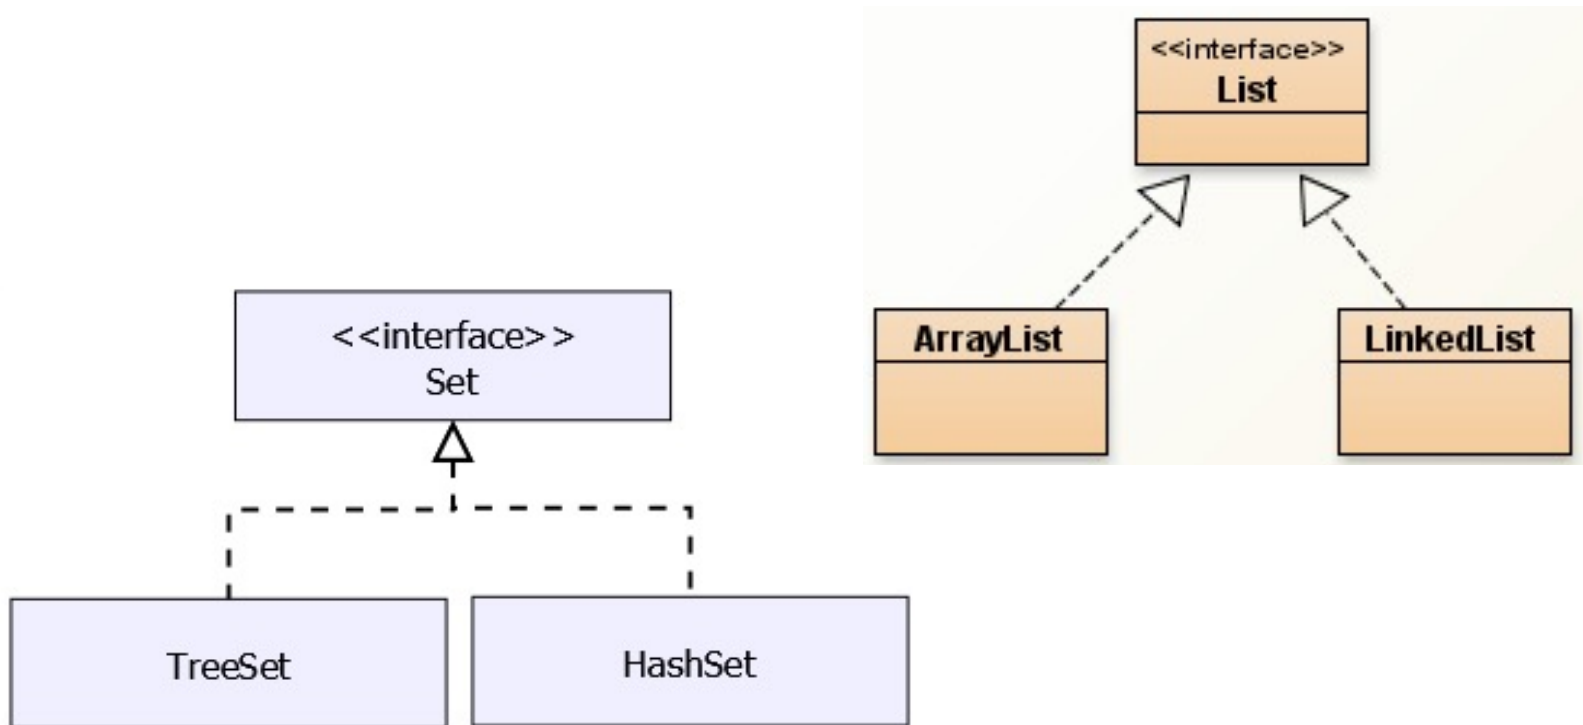 <<interface>>
List
ArrayList
LinkedList
<<interface>>
Set
TreeSet
HashSet